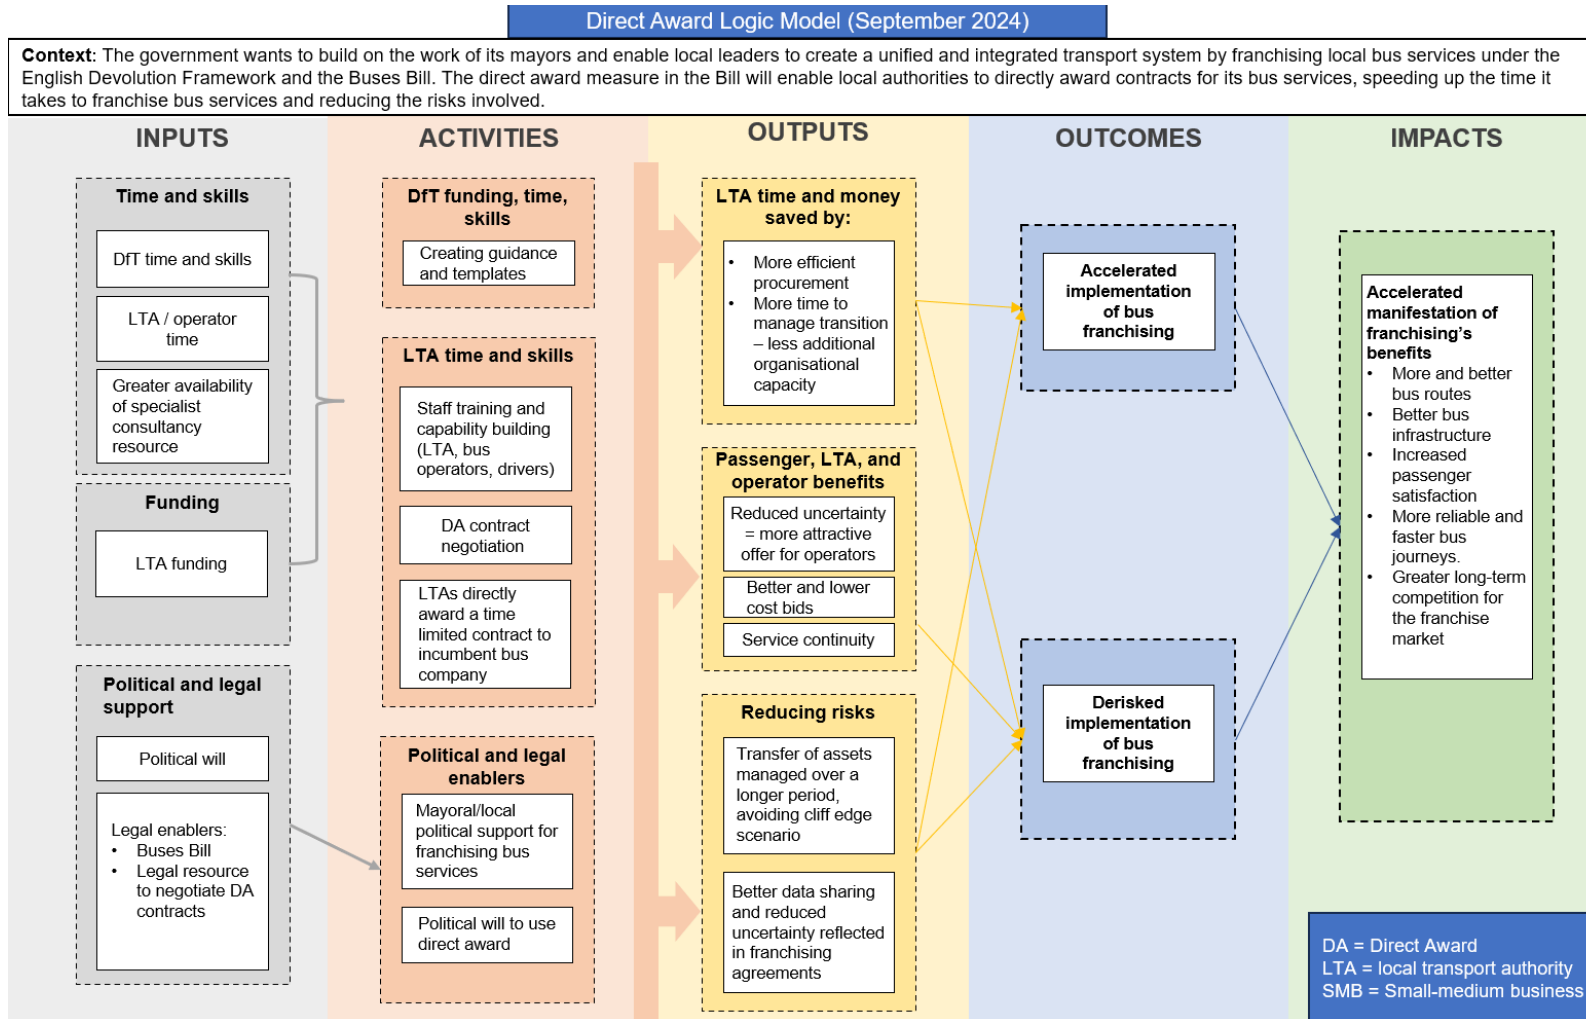 Direct Award Logic Model (September 2024)
Context: The government wants to build on the work of its mayors and enable local leaders to create a unified and integrated transport system by franchising local bus services under the
English Devolution Framework and the Buses Bill. The direct award measure in the Bill will enable local authorities to directly award contracts for its bus services, speeding up the time it
takes to franchise bus services and reducing the risks involved.
INPUTS
Time and skills
DfT time and skills
LTA / operator
time
Greater availability
of specialist
consultancy
resource
Funding
LTA funding
Political and legal
support
Political will
Legal enablers:
• Buses Bill
• Legal resource
to negotiate DA
contracts
ACTIVITIES
DfT funding, time,
skills
Creating guidance
and templates
LTA time and skills
Staff training and
capability building
(LTA, bus
operators, drivers)
DA contract
negotiation
LTAs directly
award a time
limited contract to
incumbent bus
company
Political and legal
enablers
Mayoral/local
political support for
franchising bus
services
Political will to use
direct award
OUTPUTS
LTA time and money
saved by:
• More efficient
procurement
• More time to
manage transition
– less additional
organisational
capacity
Passenger, LTA, and
operator benefits
Reduced uncertainty
= more attractive
offer for operators
Better and lower
cost bids
Service continuity
Reducing risks
Transfer of assets
managed over a
longer period,
avoiding cliff edge
scenario
Better data sharing
and reduced
uncertainty reflected
in franchising
agreements
OUTCOMES
Accelerated
implementation
of bus
franchising
Derisked
implementation
of bus
franchising
IMPACTS
Accelerated
manifestation of
franchising's
benefits
• More and better
bus routes
• Better bus
infrastructure
• Increased
passenger
satisfaction
• More reliable and
faster bus
journeys.
• Greater long-term
competition for
the franchise
market
DA = Direct Award
LTA = local transport authority
SMB = Small-medium business